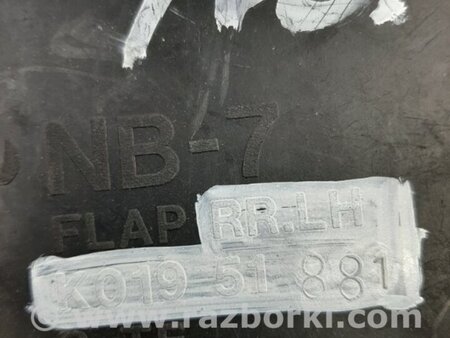 NB-7
FLAP RR.LH
K019 51 881
www.razborki.com